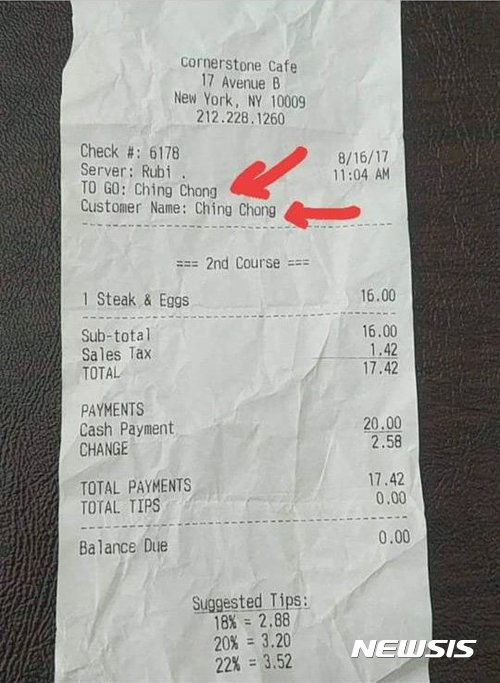 cornerstone Cafe
17 Avenue B
New York, NY 10009
212.228.1260
Check #: 6178 8/16/17
Server: Rubi . 11:04 AM
TO GO: Ching Chong
Customer Name: Ching Chong
=== 2nd Course ===
1 Steak & Eggs 16.00
Sub-total 16.00
Sales Tax 1.42
TOTAL 17.42
PAYMENTS
Cash Payment 20.00
CHANGE 2.58
TOTAL PAYMENTS 17.42
TOTAL TIPS 0.00
Balance Due 0.00
Suggested Tips:
18% = 2.88
20% = 3.20
22% = 3.52
NEWSIS